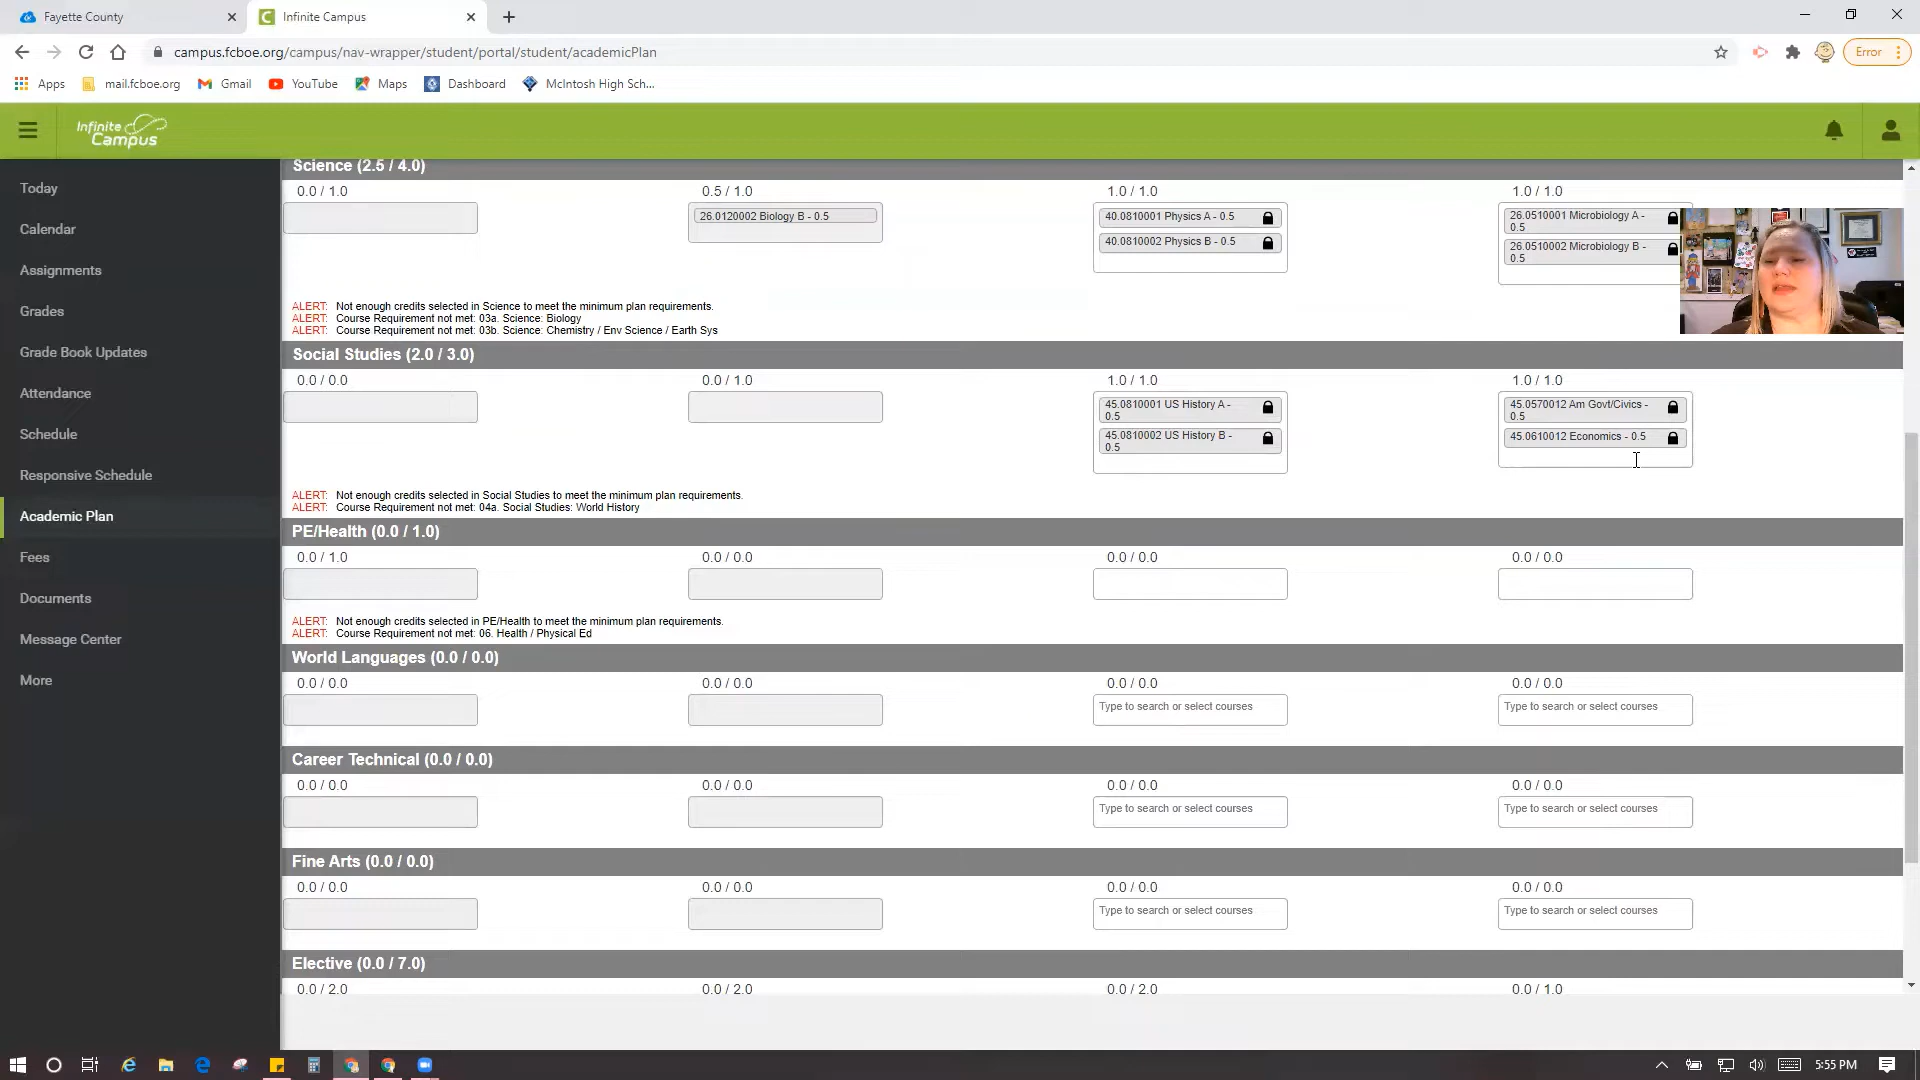 Fayette County
Infinite Campus
campus.fcboe.org/campus/nav-wrapper/student/portal/student/academicPlan
Error
Apps
mail.fcboe.org
Gmail
YouTube
Maps
Dashboard
McIntosh High Sch...
Infinite
Campus
Today
Calendar
Assignments
Grades
Grade Book Updates
Attendance
Schedule
Responsive Schedule
Academic Plan
Fees
Documents
Message Center
More
Science (2.5 / 4.0)
0.0 / 1.0
0.5 / 1.0
1.0 / 1.0
1.0 / 1.0
26.0120002 Biology B - 0.5
40.0810001 Physics A - 0.5
40.0810002 Physics B - 0.5
26.0510001 Microbiology A -
0.5
26.0510002 Microbiology B -
0.5
ALERT: Not enough credits selected in Science to meet the minimum plan requirements.
ALERT: Course Requirement not met: 03a. Science: Biology
ALERT: Course Requirement not met: 03b. Science: Chemistry / Env Science / Earth Sys
Social Studies (2.0 / 3.0)
0.0 / 0.0
0.0 / 1.0
1.0 / 1.0
1.0 / 1.0
45.0810001 US History A -
0.5
45.0810002 US History B -
0.5
45.0570012 Am Govt/Civics -
0.5
45.0610012 Economics - 0.5
ALERT: Not enough credits selected in Social Studies to meet the minimum plan requirements.
ALERT: Course Requirement not met: 04a. Social Studies: World History
PE/Health (0.0 / 1.0)
0.0 / 1.0
0.0 / 0.0
0.0 / 0.0
0.0 / 0.0
ALERT: Not enough credits selected in PE/Health to meet the minimum plan requirements.
ALERT: Course Requirement not met: 06. Health / Physical Ed
World Languages (0.0 / 0.0)
0.0 / 0.0
0.0 / 0.0
0.0 / 0.0
0.0 / 0.0
Type to search or select courses
Type to search or select courses
Career Technical (0.0 / 0.0)
0.0 / 0.0
0.0 / 0.0
0.0 / 0.0
0.0 / 0.0
Type to search or select courses
Type to search or select courses
Fine Arts (0.0 / 0.0)
0.0 / 0.0
0.0 / 0.0
0.0 / 0.0
0.0 / 0.0
Type to search or select courses
Type to search or select courses
Elective (0.0 / 7.0)
0.0 / 2.0
0.0 / 2.0
0.0 / 2.0
0.0 / 1.0
5:55 PM